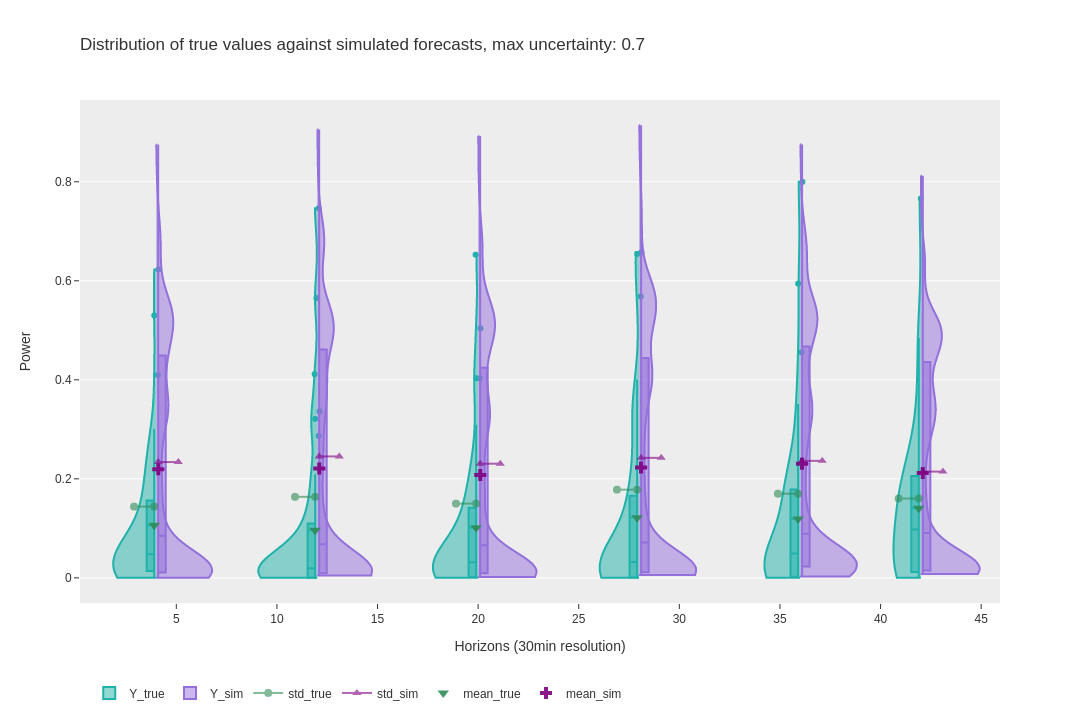 Distribution of true values against simulated forecasts, max uncertainty: 0.7
0.8
0.6
0.4
0.2
0
Power
5 10 15 20 25 30 35 40 45
Horizons (30min resolution)
Y_true Y_sim std_true std_sim mean_true mean_sim